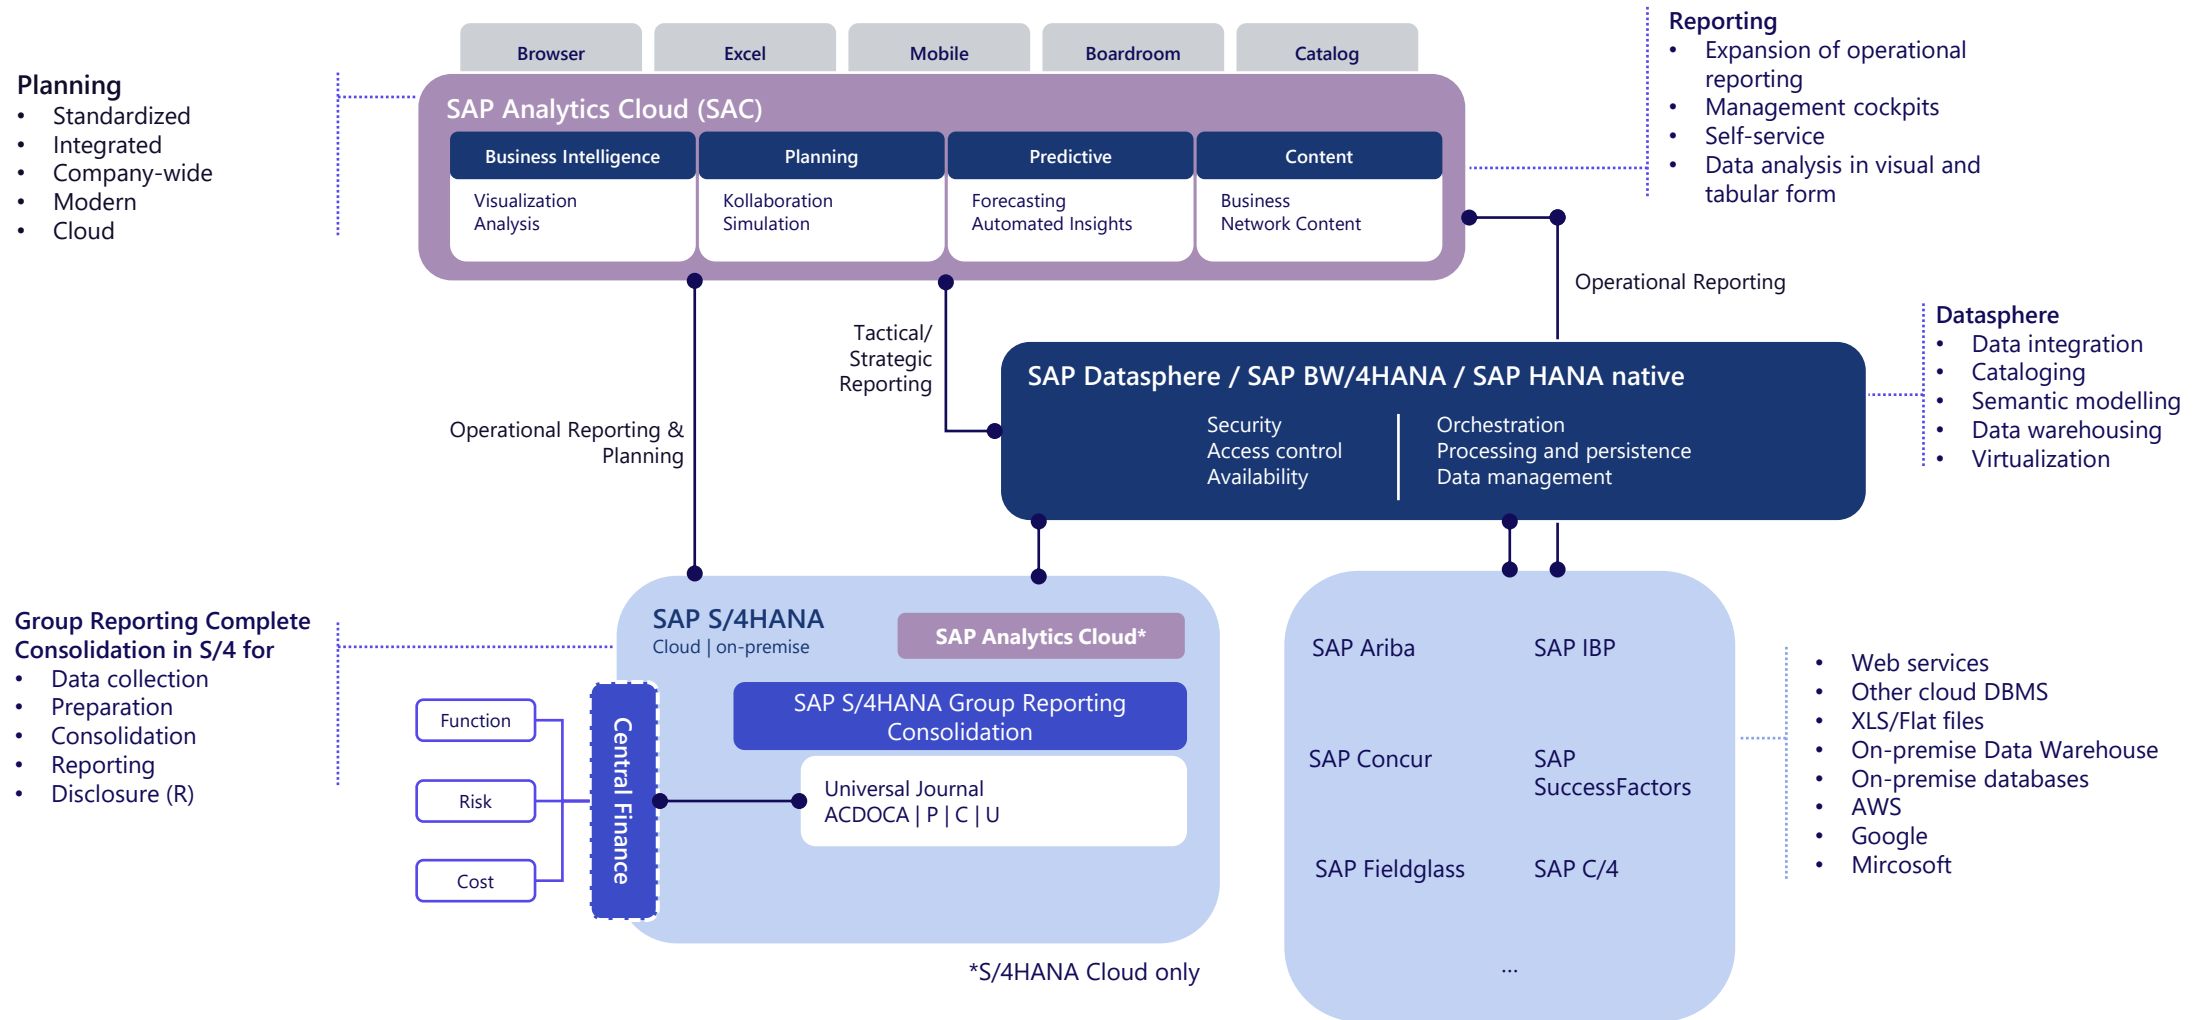 Browser
Excel
Mobile
Boardroom
Catalog
Planning
• Standardized
• Integrated
• Company-wide
• Modern
• Cloud
SAP Analytics Cloud (SAC)
Business Intelligence
Visualization
Analysis
Planning
Kollaboration
Simulation
Predictive
Forecasting
Automated Insights
Content
Business
Network Content
Reporting
• Expansion of operational
reporting
• Management cockpits
• Self-service
• Data analysis in visual and
tabular form
Operational Reporting &
Planning
Tactical/
Strategic
Reporting
Operational Reporting
SAP Datasphere / SAP BW/4HANA / SAP HANA native
Security
Access control
Availability
Orchestration
Processing and persistence
Data management
Datasphere
• Data integration
• Cataloging
• Semantic modelling
• Data warehousing
• Virtualization
Group Reporting Complete
Consolidation in S/4 for
• Data collection
• Preparation
• Consolidation
• Reporting
• Disclosure (R)
Function
Risk
Cost
Central Finance
SAP S/4HANA
Cloud | on-premise
SAP Analytics Cloud*
SAP S/4HANA Group Reporting
Consolidation
Universal Journal
ACDOCA | P | C | U
*S/4HANA Cloud only
SAP Ariba
SAP IBP
SAP Concur
SAP
SuccessFactors
SAP Fieldglass
SAP C/4
...
• Web services
• Other cloud DBMS
• XLS/Flat files
• On-premise Data Warehouse
• On-premise databases
• AWS
• Google
• Mircosoft